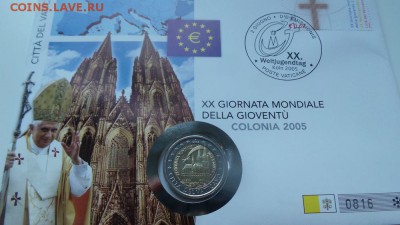 COINS.LAVE.RU
CITTÀ DEL VA
XX.
Weltjugendtag
Köln 2005
POSTE VATICANE
XX GIORNATA MONDIALE
DELLA GIOVENTÙ
COLONIA 2005
0816